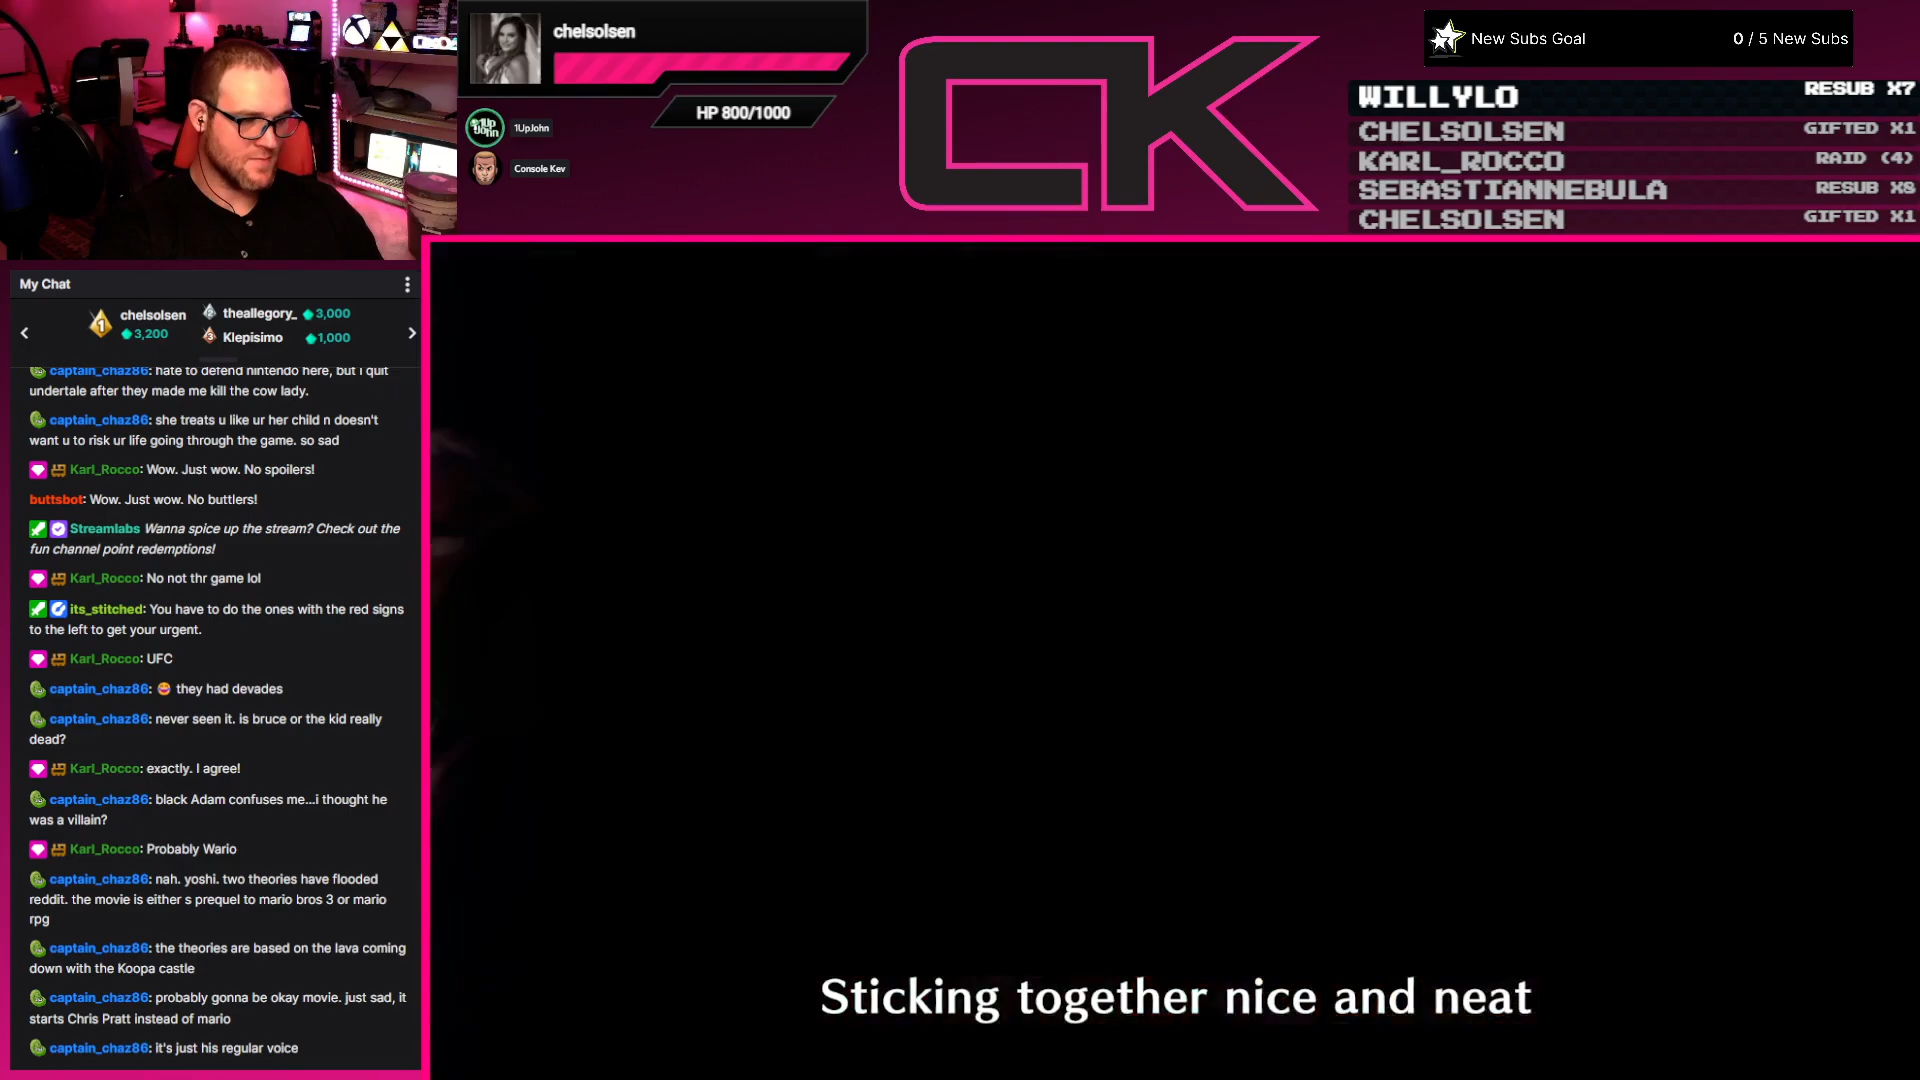 chelsolsen
HP 800/1000
1UpJohn
1UpJohn
Console Kev
CK
New Subs Goal 0 / 5 New Subs
WILLYLO RESUB X7
CHELSOLSEN GIFTED X1
KARL_ROCCO RAID (4)
SEBASTIANNEBULA RESUB X8
CHELSOLSEN GIFTED X1
My Chat
1 chelsolsen 3,200
2 theallegory_ 3,000
3 Klepisimo 1,000
captain_chaz86: hate to defend nintendo here, but i quit
undertale after they made me kill the cow lady.
captain_chaz86: she treats u like ur her child n doesn't
want u to risk ur life going through the game. so sad
Karl_Rocco: Wow. Just wow. No spoilers!
buttsbot: Wow. Just wow. No buttlers!
Streamlabs Wanna spice up the stream? Check out the
fun channel point redemptions!
Karl_Rocco: No not thr game lol
its_stitched: You have to do the ones with the red signs
to the left to get your urgent.
Karl_Rocco: UFC
captain_chaz86: 😂 they had devades
captain_chaz86: never seen it. is bruce or the kid really
dead?
Karl_Rocco: exactly. I agree!
captain_chaz86: black Adam confuses me...i thought he
was a villain?
Karl_Rocco: Probably Wario
captain_chaz86: nah. yoshi. two theories have flooded
reddit. the movie is either s prequel to mario bros 3 or mario
rpg
captain_chaz86: the theories are based on the lava coming
down with the Koopa castle
captain_chaz86: probably gonna be okay movie. just sad, it
starts Chris Pratt instead of mario
captain_chaz86: it's just his regular voice
Sticking together nice and neat